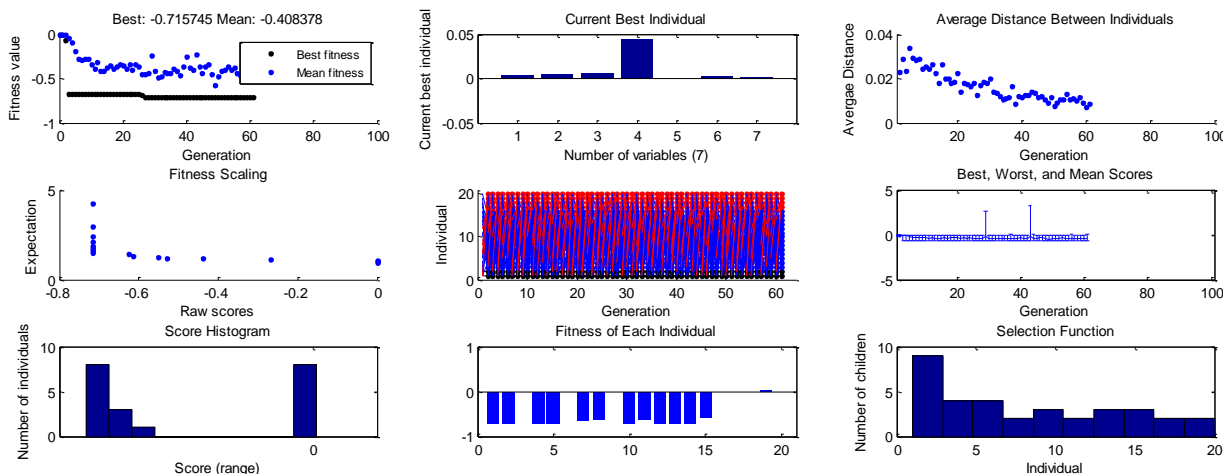 Best: -0.715745 Mean: -0.408378
Fitness value
0
-0.5
-1
Best fitness
Mean fitness
0 20 40 60 80 100
Generation
Current Best Individual
Current best individual
0.05
0
-0.05
1 2 3 4 5 6 7
Number of variables (7)
Average Distance Between Individuals
Avergae Distance
0.04
0.02
0
20 40 60 80 100
Generation
Fitness Scaling
Expectation
5
0
-0.8 -0.6 -0.4 -0.2 0
Raw scores
Individual
20
10
0
0 10 20 30 40 50 60
Generation
Best, Worst, and Mean Scores
5
0
-5
20 40 60 80 100
Generation
Score Histogram
Number of individuals
10
5
0
0
Score (range)
Fitness of Each Individual
1
0
-1
5 10 15 20
Selection Function
Number of children
10
5
0
0 5 10 15 20
Individual